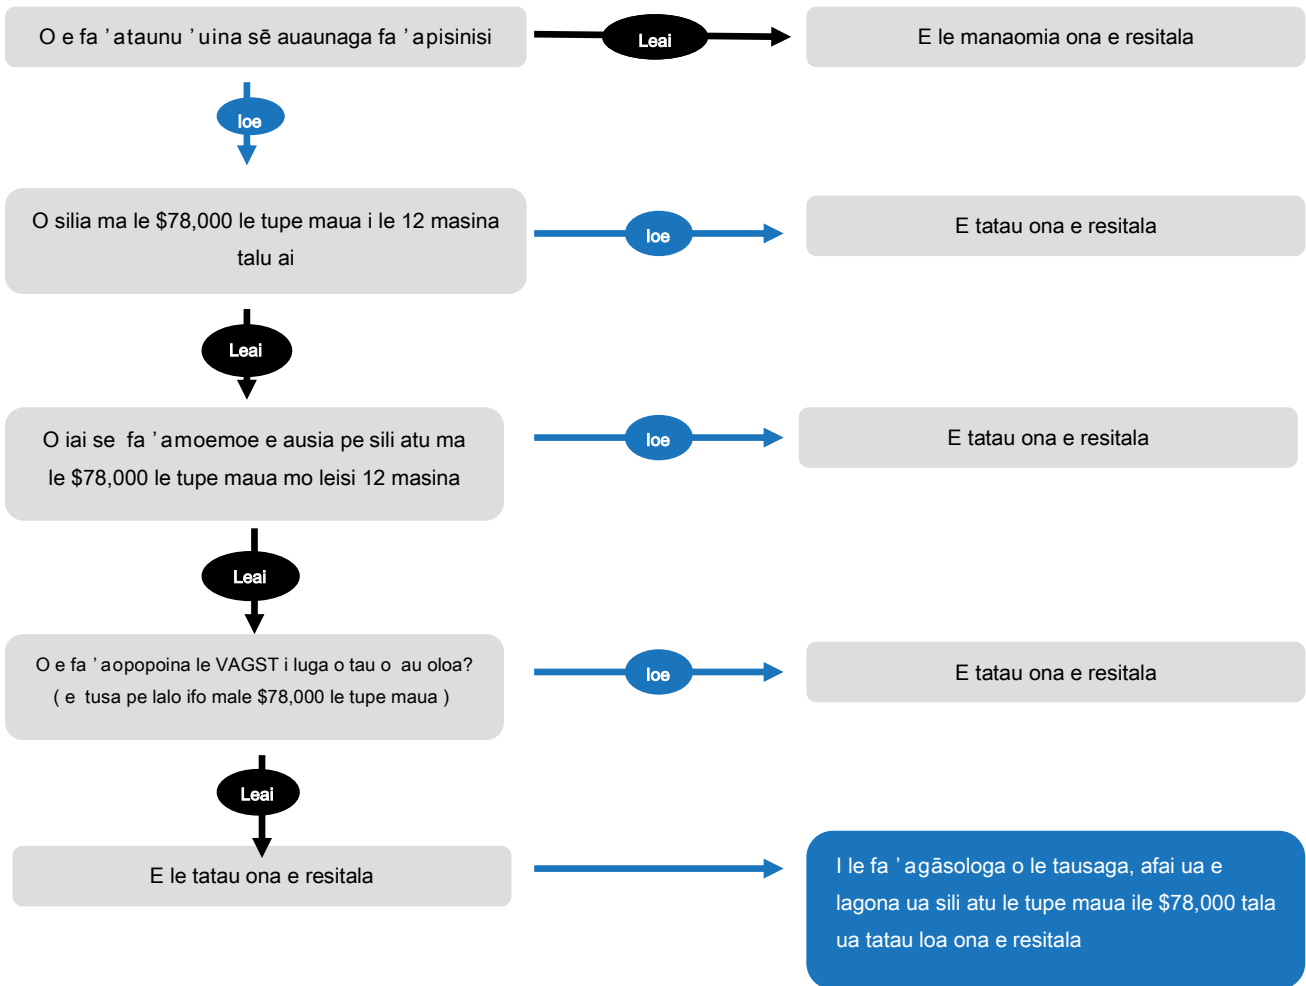 O e fa ’ataunu ’uina sē auaunaga fa ’apisinisi
Leai
E le manaomia ona e resitala
Ioe
O silia ma le $78,000 le tupe maua i le 12 masina
talu ai
Ioe
E tatau ona e resitala
Leai
O iai se fa ’amoemoe e ausia pe sili atu ma
le $78,000 le tupe maua mo leisi 12 masina
Ioe
E tatau ona e resitala
Leai
O e fa ’aopopoina le VAGST i luga o tau o au oloa?
( e tusa pe lalo ifo male $78,000 le tupe maua )
Ioe
E tatau ona e resitala
Leai
E le tatau ona e resitala
I le fa ’agāsologa o le tausaga, afai ua e
lagona ua sili atu le tupe maua ile $78,000 tala
ua tatau loa ona e resitala